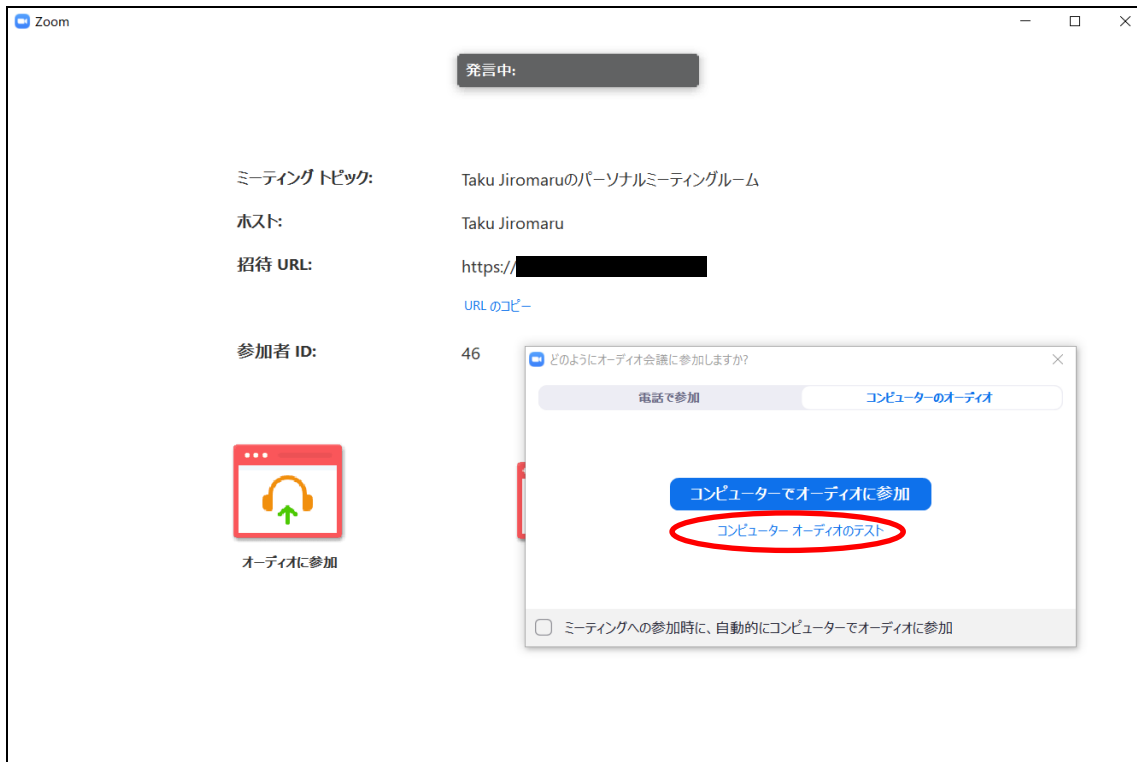 Zoom
発言中:
ミーティング トピック: Taku Jiromaruのパーソナルミーティングルーム
ホスト: Taku Jiromaru
招待 URL: https://
URL のコピー
参加者 ID: 46
どのようにオーディオ会議に参加しますか?
電話で参加 コンピューターのオーディオ
コンピューターでオーディオに参加
コンピューター オーディオのテスト
オーディオに参加
ミーティングへの参加時に、自動的にコンピューターでオーディオに参加